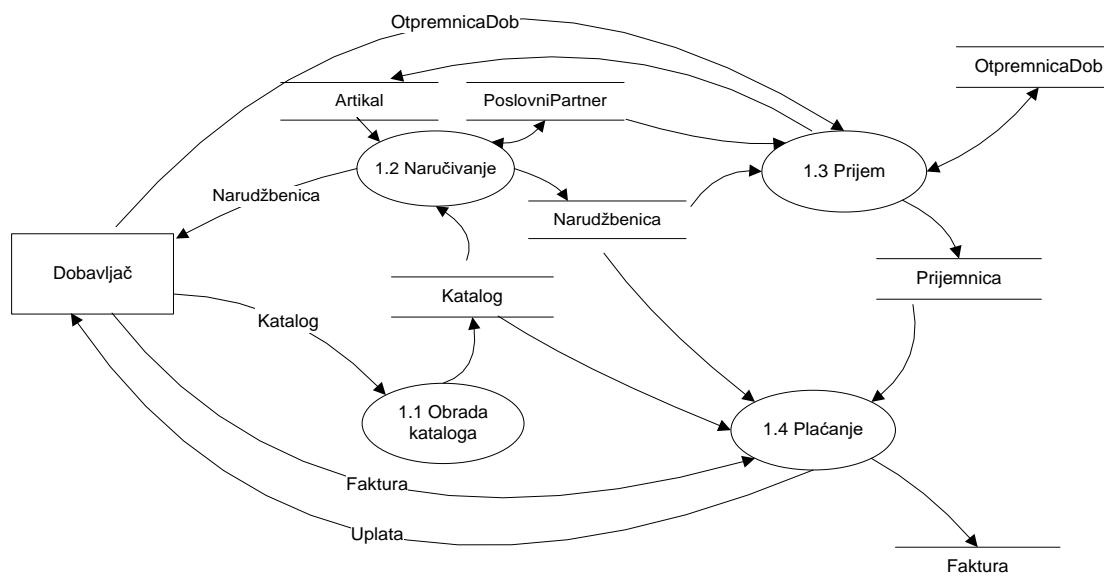 OtpremnicaDob
OtpremnicaDob
Artikal
PoslovniPartner
1.2 Naručivanje
1.3 Prijem
Narudžbenica
Narudžbenica
Dobavljač
Prijemnica
Katalog
Katalog
1.1 Obrada
kataloga
1.4 Plaćanje
Faktura
Uplata
Faktura